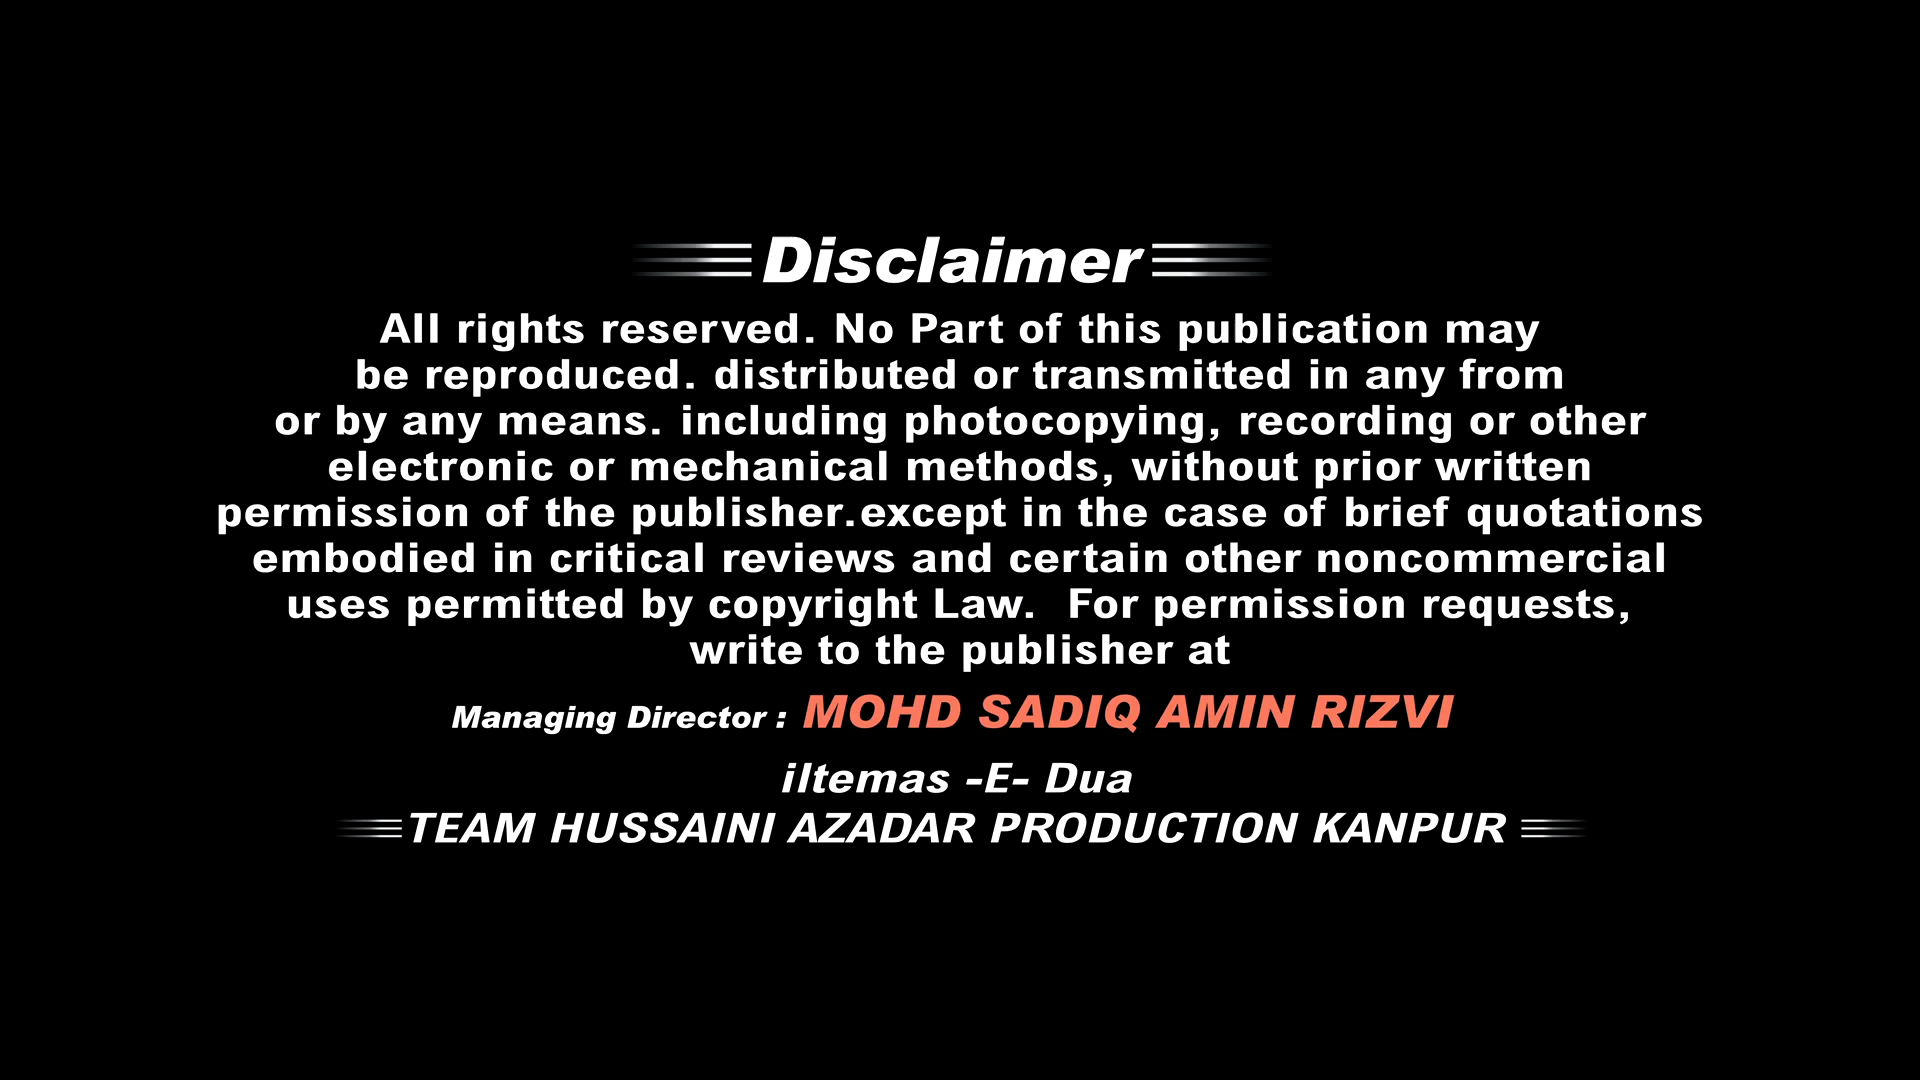 Disclaimer
All rights reserved. No Part of this publication may
be reproduced. distributed or transmitted in any from
or by any means. including photocopying, recording or other
electronic or mechanical methods, without prior written
permission of the publisher.except in the case of brief quotations
embodied in critical reviews and certain other noncommercial
uses permitted by copyright Law.  For permission requests,
write to the publisher at
Managing Director : MOHD SADIQ AMIN RIZVI
iltemas -E- Dua
TEAM HUSSAINI AZADAR PRODUCTION KANPUR